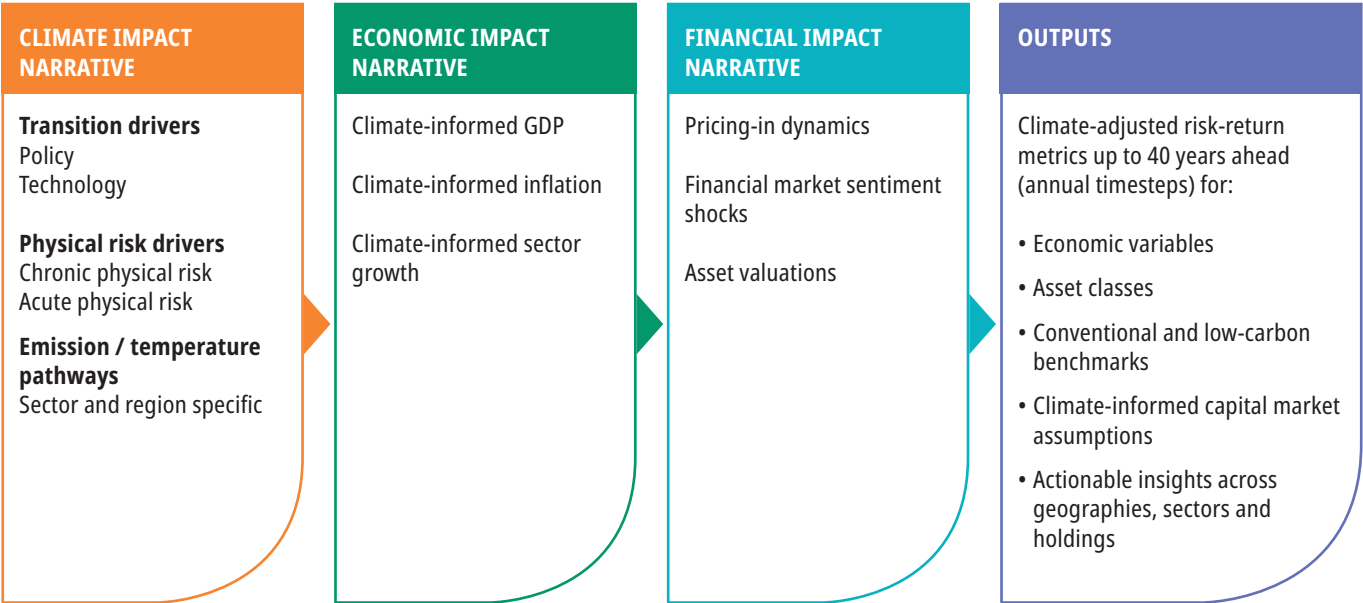 CLIMATE IMPACT
NARRATIVE
Transition drivers
Policy
Technology
Physical risk drivers
Chronic physical risk
Acute physical risk
Emission / temperature
pathways
Sector and region specific
ECONOMIC IMPACT
NARRATIVE
Climate-informed GDP
Climate-informed inflation
Climate-informed sector
growth
FINANCIAL IMPACT
NARRATIVE
Pricing-in dynamics
Financial market sentiment
shocks
Asset valuations
OUTPUTS
Climate-adjusted risk-return
metrics up to 40 years ahead
(annual timesteps) for:
• Economic variables
• Asset classes
• Conventional and low-carbon
benchmarks
• Climate-informed capital market
assumptions
• Actionable insights across
geographies, sectors and
holdings